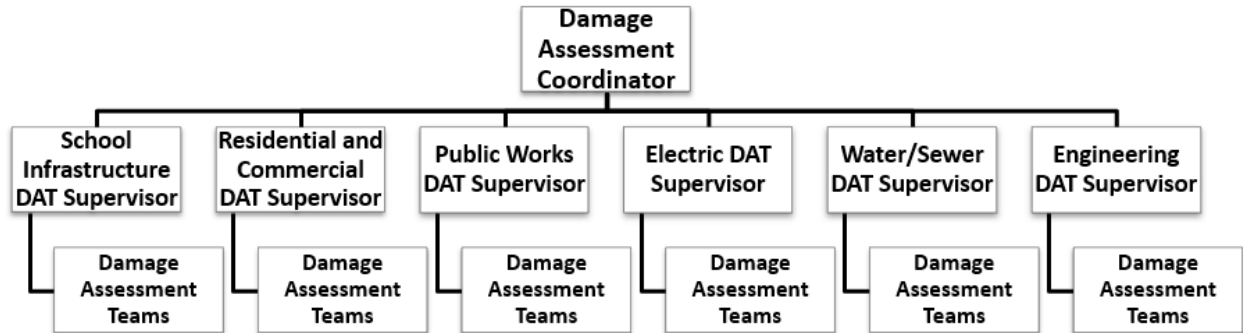 Damage
Assessment
Coordinator
School
Infrastructure
DAT Supervisor
Residential and
Commercial
DAT Supervisor
Public Works
DAT Supervisor
Electric DAT
Supervisor
Water/Sewer
DAT Supervisor
Engineering
DAT Supervisor
Damage
Assessment
Teams
Damage
Assessment
Teams
Damage
Assessment
Teams
Damage
Assessment
Teams
Damage
Assessment
Teams
Damage
Assessment
Teams